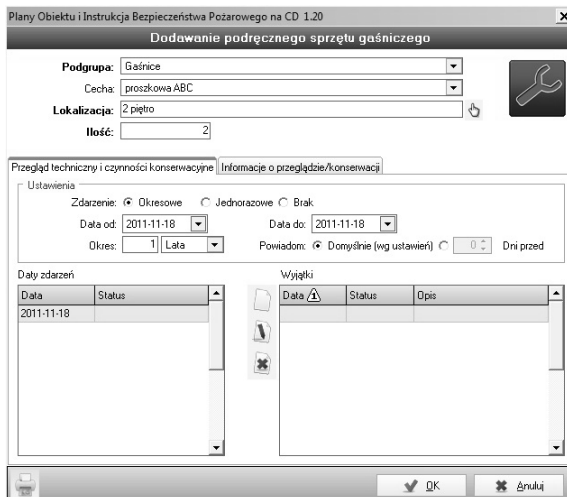 Plany Obiektu i Instrukcja Bezpieczeństwa Pożarowego na CD 1.20
Dodawanie podręcznego sprzętu gaśniczego
Podgrupa: Gaśnice
Cecha: proszkowa ABC
Lokalizacja: 2 piętro
Ilość: 2
Przegląd techniczny i czynności konserwacyjne Informacje o przeglądzie/konserwacji
Ustawienia
Zdarzenie: Okresowe Jednorazowe Brak
Data od: 2011-11-18 Data do: 2011-11-18
Okres: 1 Lata Powiadom: Domyślnie (wg ustawień) 0 Dni przed
Daty zdarzeń Wyjątki
Data Status Data 1 Status Opis
2011-11-18
OK Anuluj